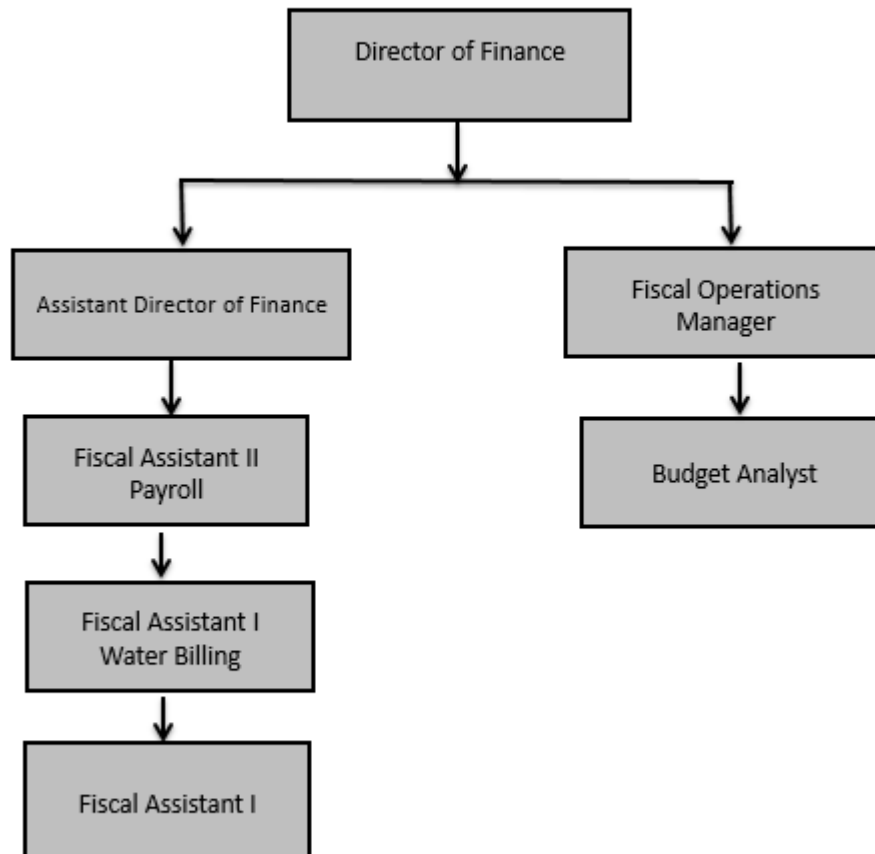 Director of Finance
Assistant Director of Finance
Fiscal Operations
Manager
Fiscal Assistant II
Payroll
Budget Analyst
Fiscal Assistant I
Water Billing
Fiscal Assistant I